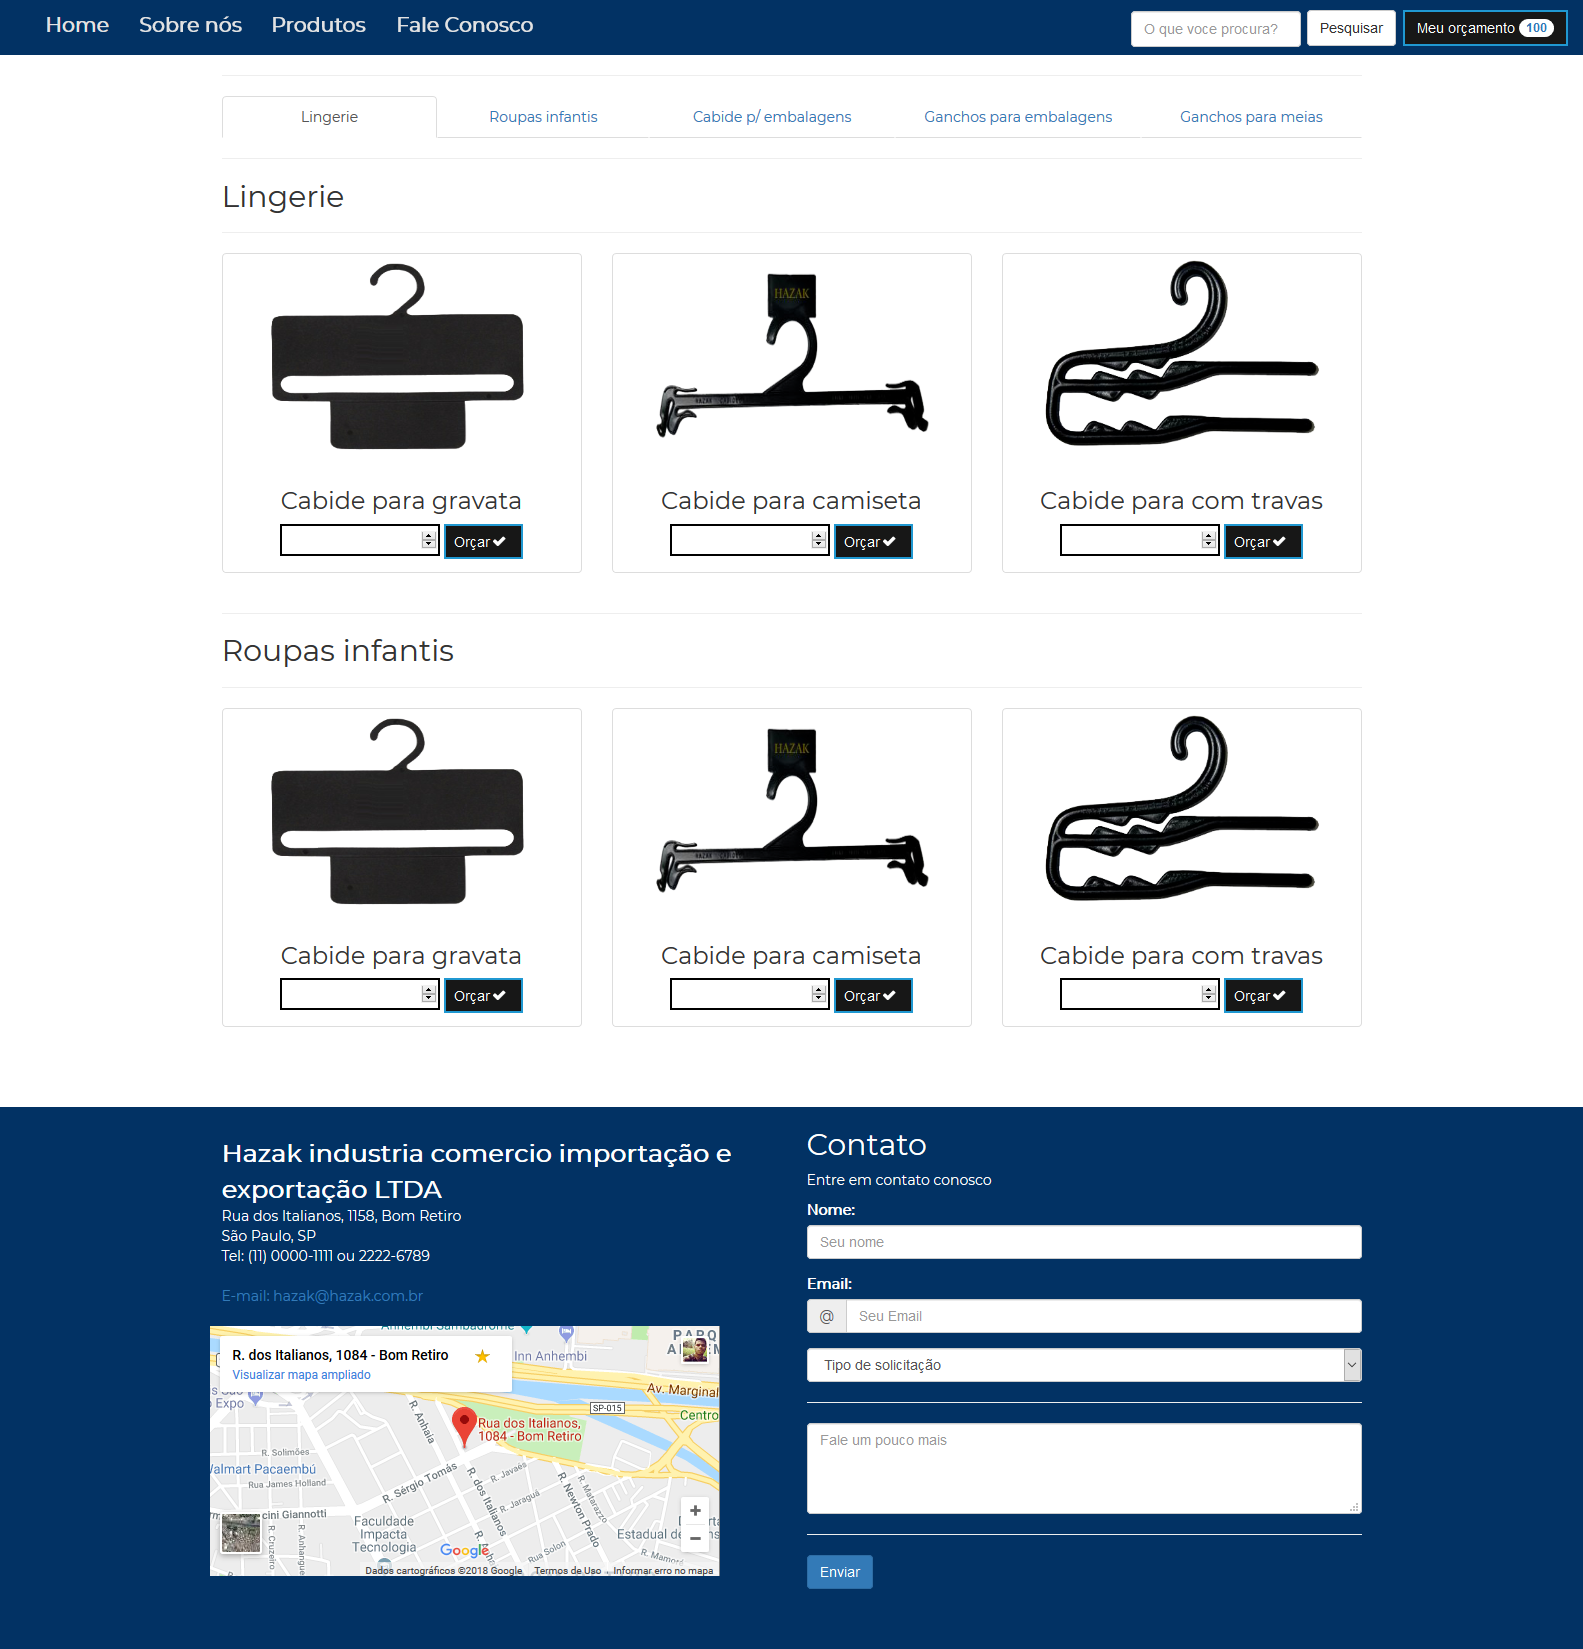 Home Sobre nós Produtos Fale Conosco O que voce procura? Pesquisar Meu orçamento 100
Lingerie Roupas infantis Cabide p/ embalagens Ganchos para embalagens Ganchos para meias
Lingerie
HAZAK
HAZAK
Cabide para gravata Cabide para camiseta Cabide para com travas
Orçar Orçar Orçar
Roupas infantis
HAZAK
HAZAK
Cabide para gravata Cabide para camiseta Cabide para com travas
Orçar Orçar Orçar
Hazak industria comercio importação e
exportação LTDA
Rua dos Italianos, 1158, Bom Retiro
São Paulo, SP
Tel: (11) 0000-1111 ou 2222-6789
E-mail: hazak@hazak.com.br
Anhembi Sambadrome
PARQ
Inn Anhembi
R. dos Italianos, 1084 - Bom Retiro
Visualizar mapa ampliado
Av. Marginal
Expo
SP-015
Centro
R. Anhaia
Rua dos Italianos,
1084 - Bom Retiro
R. Solimões
Walmart Pacaembú
Rua James Holland
R. Sérgio Tomás
R. Javaés
R. dos Italianos
R. Jaraguá
R. Newton Prado
R. Matarazzo
cini Giannotti
R. Cruzeiro
R. Anhangue
Faculdade
Impacta
Tecnologia
Estadual de
Rua Solon
R. Mamoré
Google
Dados cartográficos ©2018 Google Termos de Uso Informar erro no mapa
Contato
Entre em contato conosco
Nome:
Seu nome
Email:
@ Seu Email
Tipo de solicitação
Fale um pouco mais
Enviar